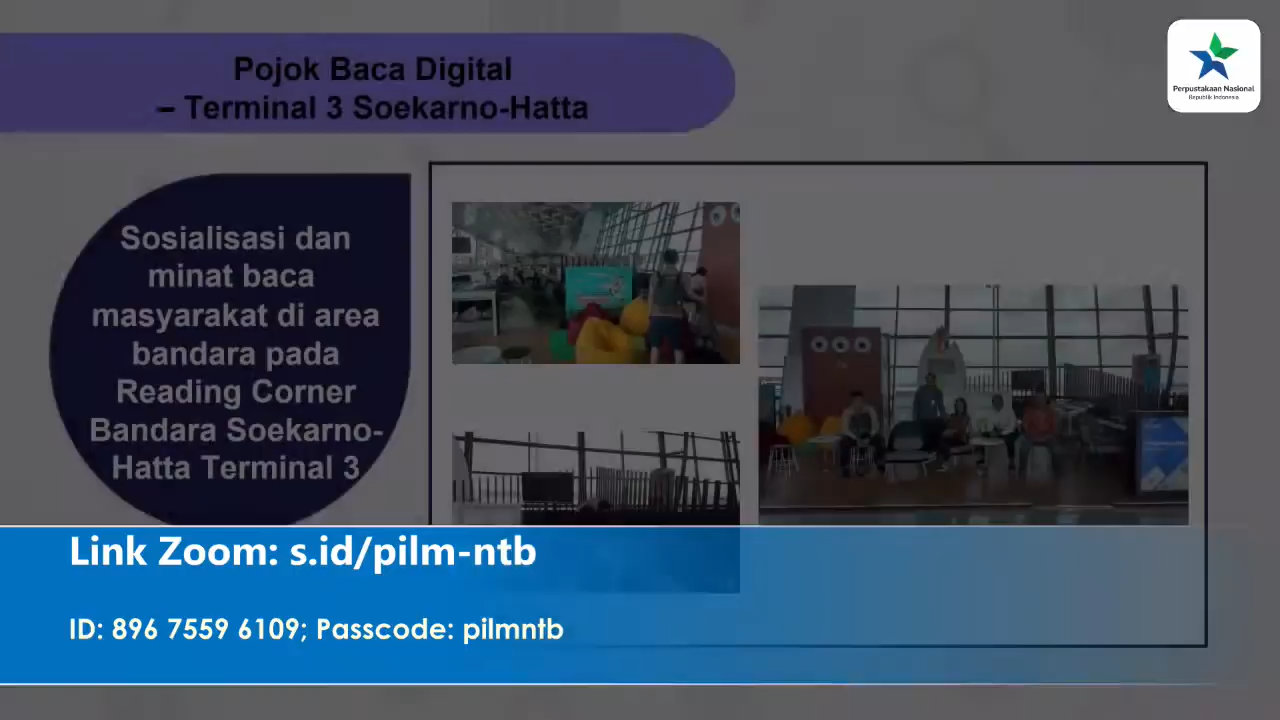 Pojok Baca Digital
– Terminal 3 Soekarno-Hatta
Perpustakaan Nasional
Republik Indonesia
Sosialisasi dan
minat baca
masyarakat di area
bandara pada
Reading Corner
Bandara Soekarno-
Hatta Terminal 3
Link Zoom: s.id/pilm-ntb
ID: 896 7559 6109; Passcode: pilmntb